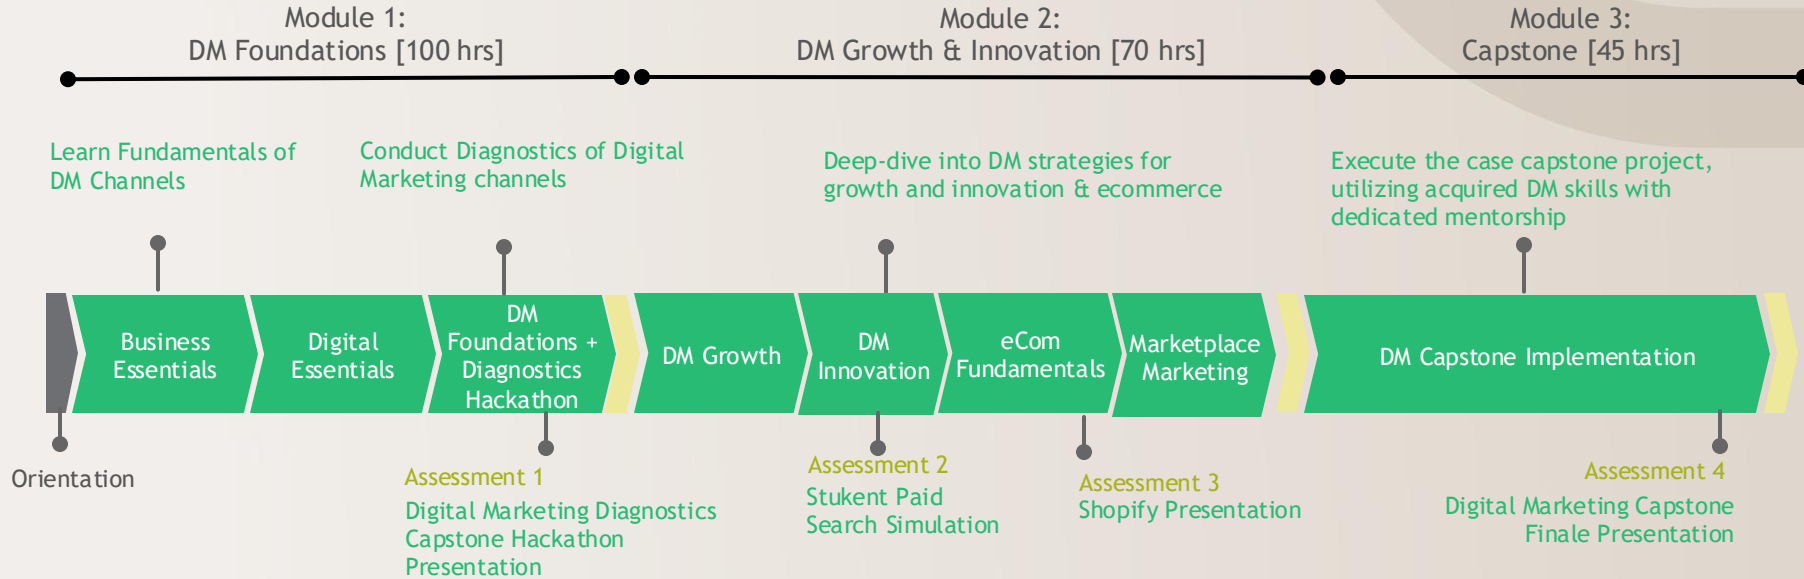 Module 1:
DM Foundations [100 hrs]
Module 2:
DM Growth & Innovation [70 hrs]
Module 3:
Capstone [45 hrs]
Learn Fundamentals of
DM Channels
Conduct Diagnostics of Digital
Marketing channels
Deep-dive into DM strategies for
growth and innovation & ecommerce
Execute the case capstone project,
utilizing acquired DM skills with
dedicated mentorship
Business
Essentials
Digital
Essentials
DM
Foundations +
Diagnostics
Hackathon
DM Growth
DM
Innovation
eCom
Fundamentals
Marketplace
Marketing
DM Capstone Implementation
Orientation
Assessment 1
Digital Marketing Diagnostics
Capstone Hackathon
Presentation
Assessment 2
Stukent Paid
Search Simulation
Assessment 3
Shopify Presentation
Assessment 4
Digital Marketing Capstone
Finale Presentation